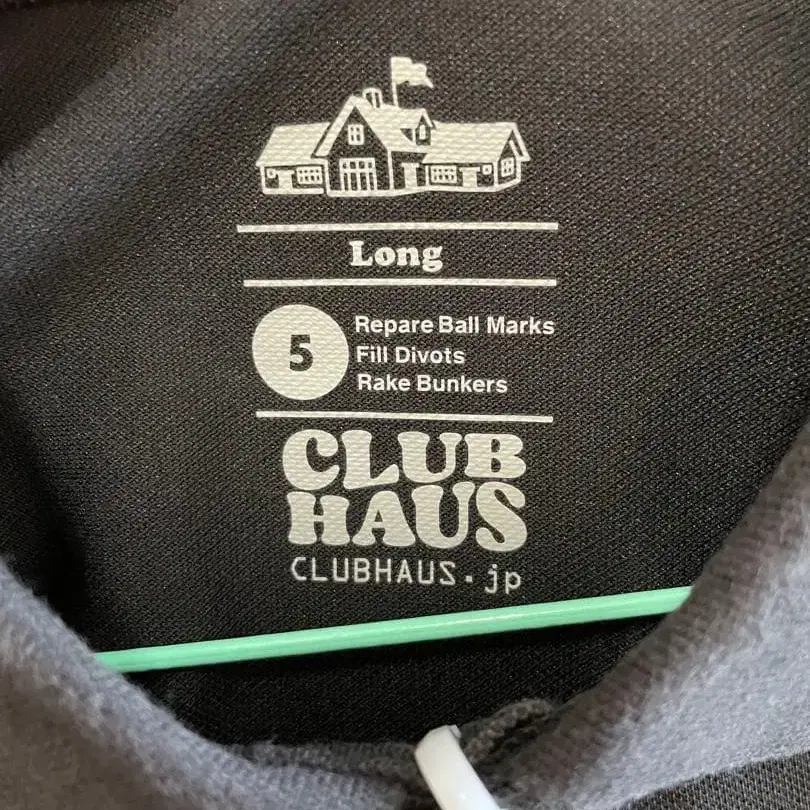 Long
5
Repare Ball Marks
Fill Divots
Rake Bunkers
CLUB
HAUS
CLUBHAUS.jp